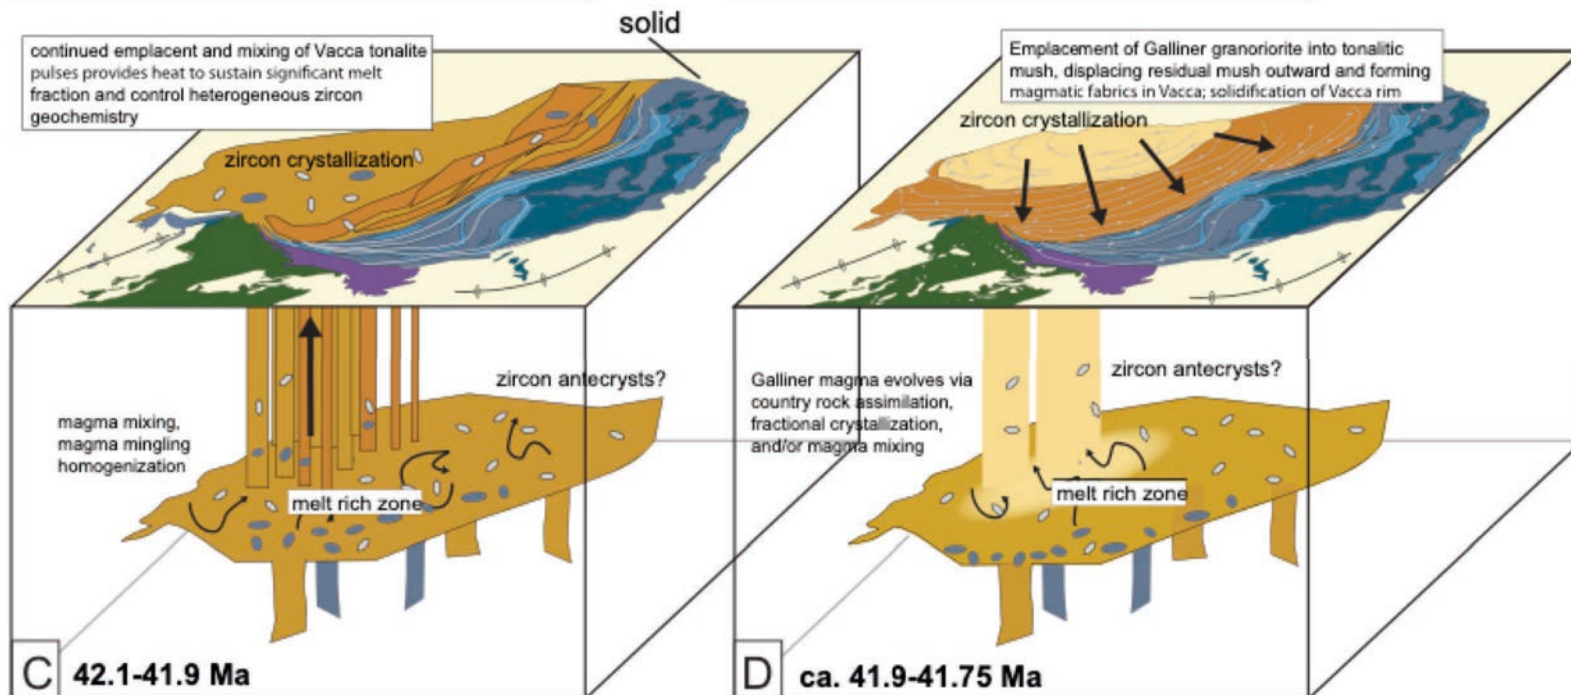 solid
continued emplacent and mixing of Vacca tonalite
pulses provides heat to sustain significant melt
fraction and control heterogeneous zircon
geochemistry
zircon crystallization
magma mixing,
magma mingling
homogenization
zircon antecrysts?
melt rich zone
C
42.1-41.9 Ma
Emplacement of Galliner granoriorite into tonalitic
mush, displacing residual mush outward and forming
magmatic fabrics in Vacca; solidification of Vacca rim
zircon crystallization
Galliner magma evolves via
country rock assimilation,
fractional crystallization,
and/or magma mixing
zircon antecrysts?
melt rich zone
D
ca. 41.9-41.75 Ma